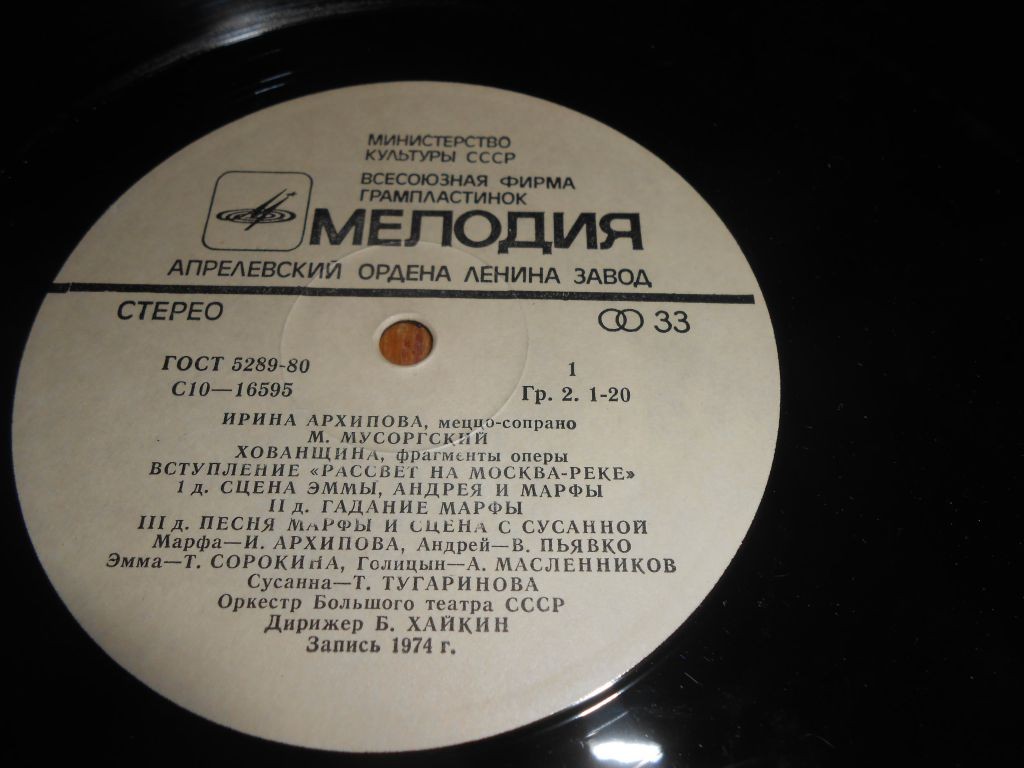 МИНИСТЕРСТВО
КУЛЬТУРЫ СССР
ВСЕСОЮЗНАЯ ФИРМА
ГРАМПЛАСТИНОК
МЕЛОДИЯ
АПРЕЛЕВСКИЙ ОРДЕНА ЛЕНИНА ЗАВОД
СТЕРЕО
33
ГОСТ 5289-80
С10—16595
1
Гр. 2. 1-20
ИРИНА АРХИПОВА, меццо-сопрано
М. МУСОРГСКИЙ
ХОВАНЩИНА, фрагменты оперы
ВСТУПЛЕНИЕ «РАССВЕТ НА МОСКВА-РЕКЕ»
I д. СЦЕНА ЭММЫ, АНДРЕЯ И МАРФЫ
II д. ГАДАНИЕ МАРФЫ
III д. ПЕСНЯ МАРФЫ И СЦЕНА С СУСАННОЙ
Марфа—И. АРХИПОВА, Андрей—В. ПЬЯВКО
Эмма—Т. СОРОКИНА, Голицын—А. МАСЛЕННИКОВ
Сусанна—Т. ТУГАРИНОВА
Оркестр Большого театра СССР
Дирижер Б. ХАЙКИН
Запись 1974 г.